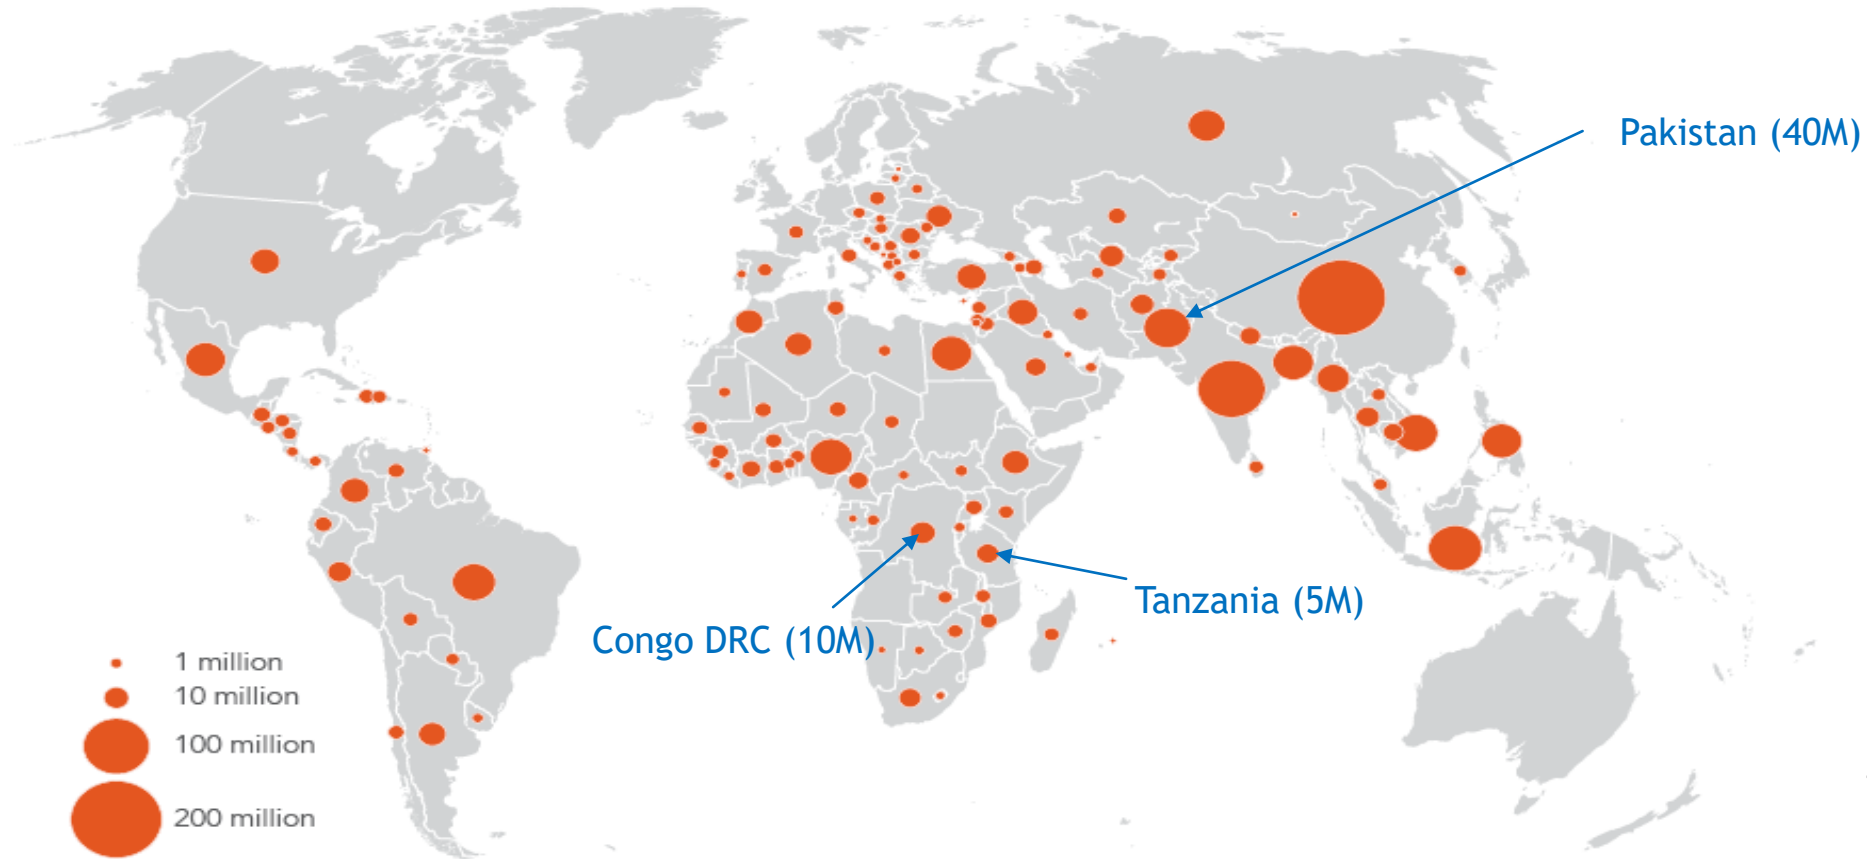 Pakistan (40M)
Tanzania (5M)
Congo DRC (10M)
1 million
10 million
100 million
200 million